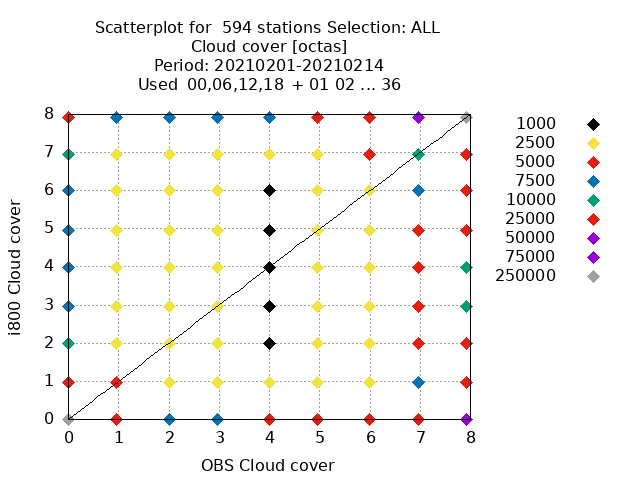 Scatterplot for  594 stations Selection: ALL
Cloud cover [octas]
Period: 20210201-20210214
Used  00,06,12,18  + 01 02 ... 36
8
7
6
5
4
3
2
1
0
i800 Cloud cover
0 1 2 3 4 5 6 7 8
OBS Cloud cover
1000
2500
5000
7500
10000
25000
50000
75000
250000